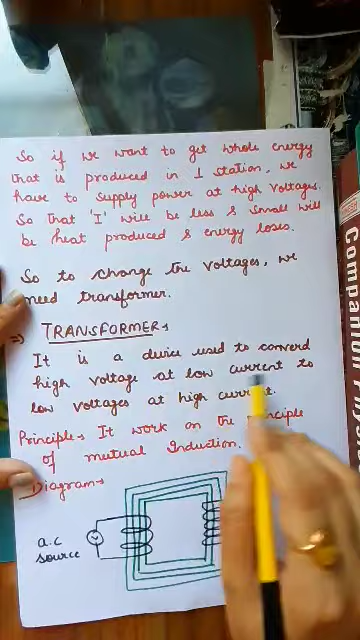 So if we want to get whole energy
that is produced in 1 station, we
have to supply power at high voltages.
So that 'I' will be less & small will
be heat produced & energy loses.
So to change the voltages, we
need transformer.
⇒ TRANSFORMER→
It is a device used to converd
high voltage at low current to
low voltages at high current.
Principle→ It work on the principle
of mutual Induction.
Diagram→
a.c
source
Companion